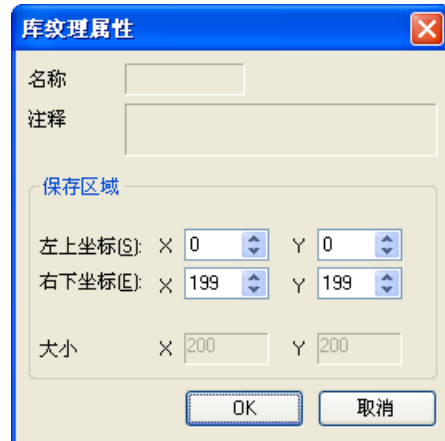 库纹理属性
名称
注释
保存区域
左上坐标(S): X 0 Y 0
右下坐标(E): X 199 Y 199
大小 X 200 Y 200
OK 取消